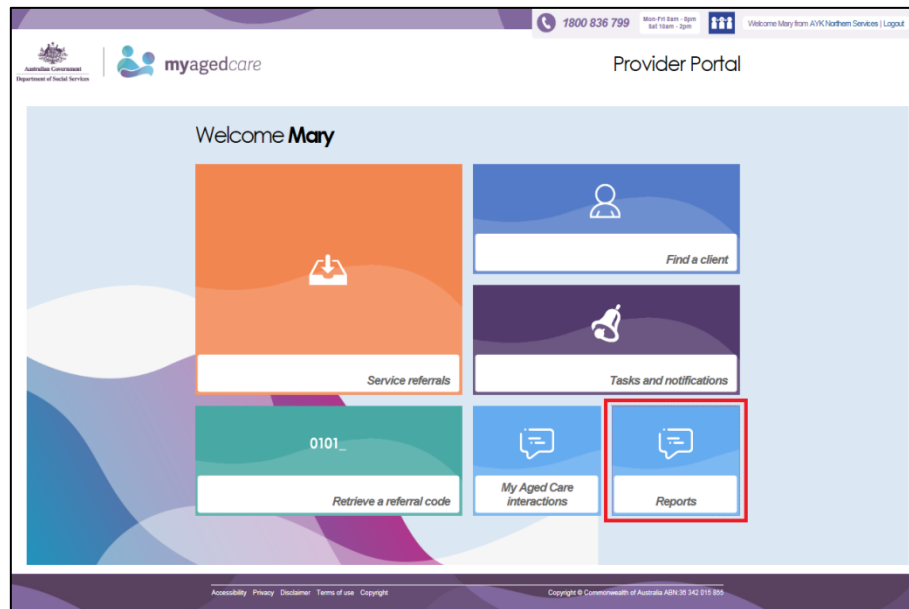 1800 836 799
Mon-Fri 8am - 8pm
Sat 10am - 2pm
Welcome Mary from AYK Northern Services | Logout
Australian Government
Department of Social Services
myagedcare
Provider Portal
Welcome Mary
Find a client
Service referrals
Tasks and notifications
0101_
Retrieve a referral code
My Aged Care
interactions
Reports
Accessibility Privacy Disclaimer Terms of use Copyright
Copyright © Commonwealth of Australia ABN:35 342 015 855